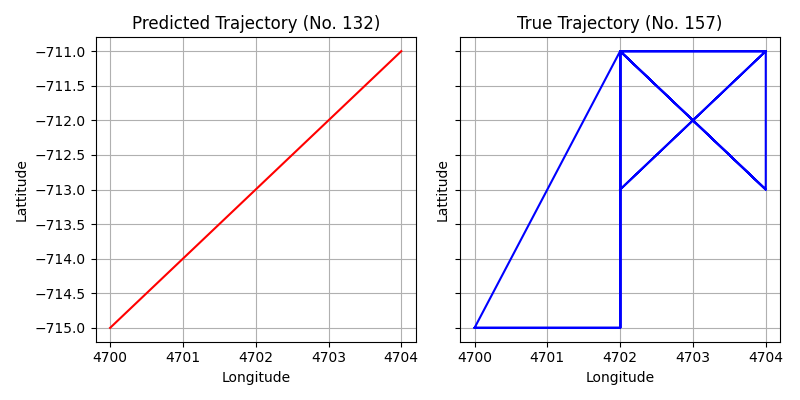 Predicted Trajectory (No. 132)
True Trajectory (No. 157)
Lattitude
−711.0
−711.5
−712.0
−712.5
−713.0
−713.5
−714.0
−714.5
−715.0
4700 4701 4702 4703 4704
Longitude
Lattitude
4700 4701 4702 4703 4704
Longitude